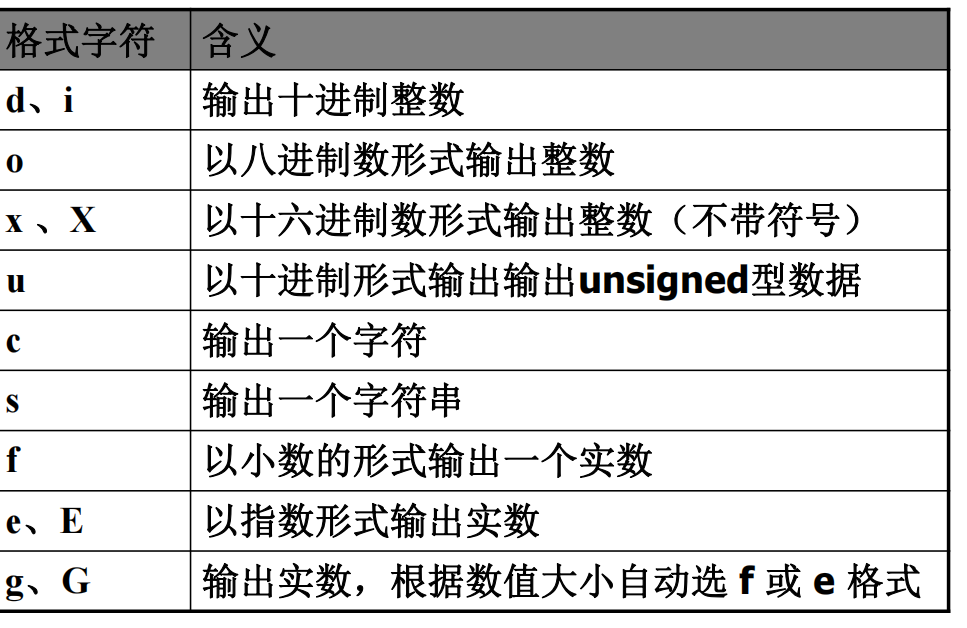 格式字符 含义
d、i 输出十进制整数
o 以八进制数形式输出整数
x 、X 以十六进制数形式输出整数（不带符号）
u 以十进制形式输出输出unsigned型数据
c 输出一个字符
s 输出一个字符串
f 以小数的形式输出一个实数
e、E 以指数形式输出实数
g、G 输出实数，根据数值大小自动选 f 或 e 格式